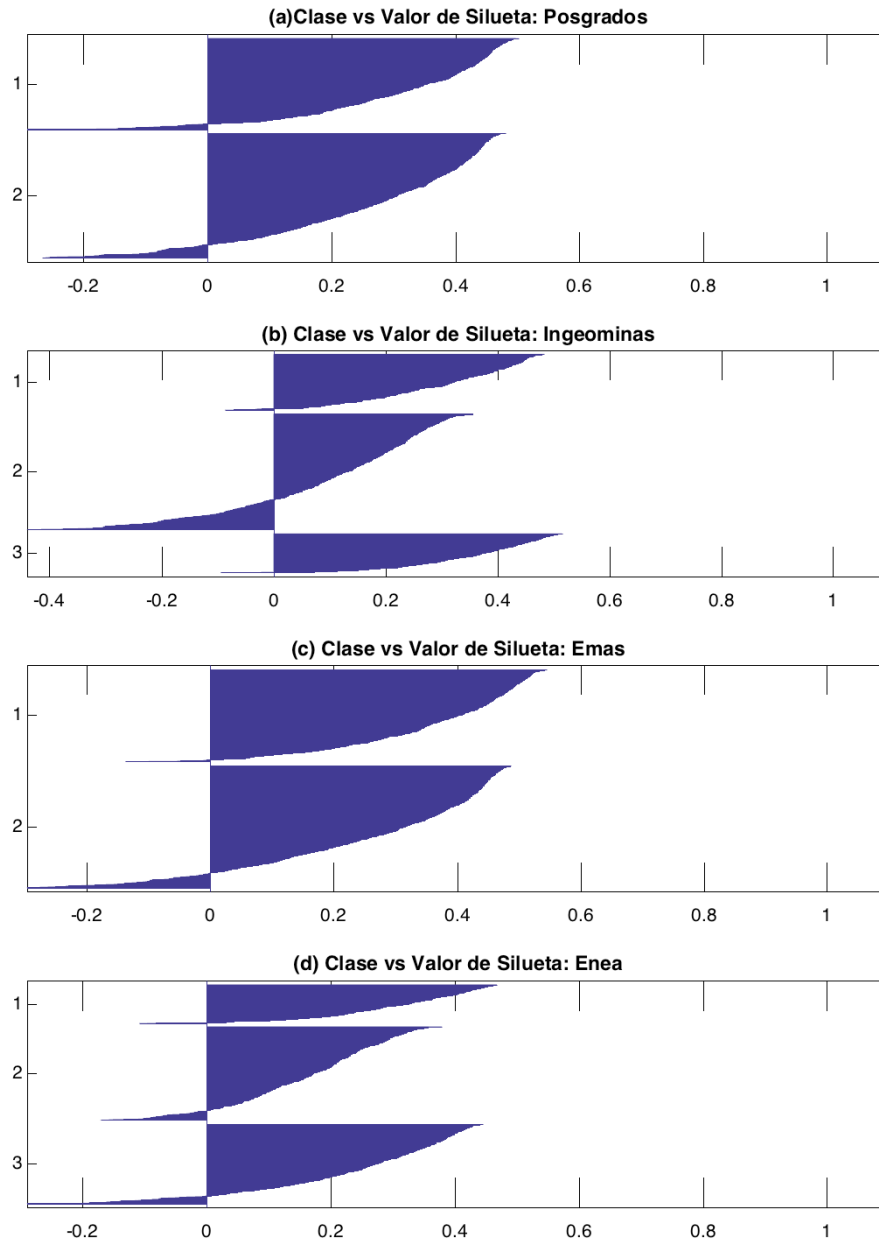 (a)Clase vs Valor de Silueta: Posgrados
1
2
-0.2 0 0.2 0.4 0.6 0.8 1
(b) Clase vs Valor de Silueta: Ingeominas
1
2
3
-0.4 -0.2 0 0.2 0.4 0.6 0.8 1
(c) Clase vs Valor de Silueta: Emas
1
2
-0.2 0 0.2 0.4 0.6 0.8 1
(d) Clase vs Valor de Silueta: Enea
1
2
3
-0.2 0 0.2 0.4 0.6 0.8 1